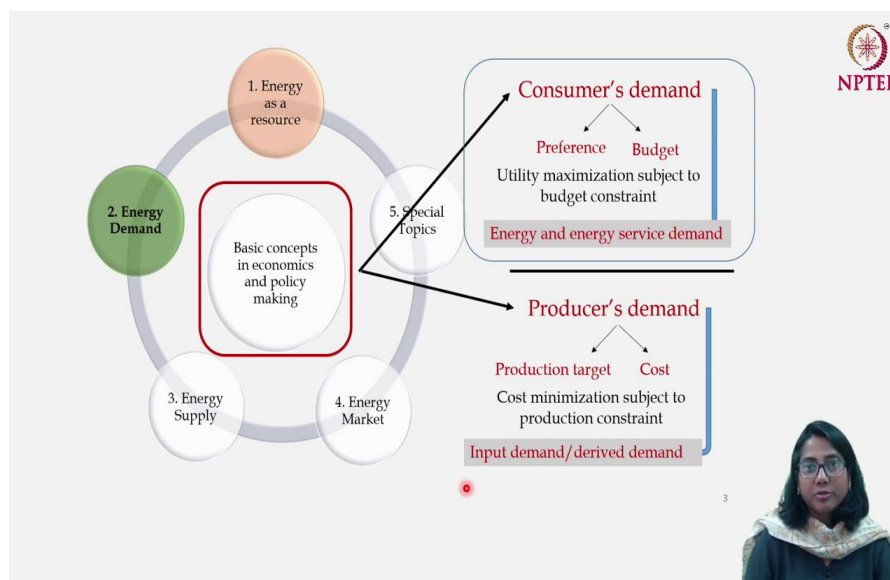 1. Energy
as a
resource
2. Energy
Demand
Basic concepts
in economics
and policy
making
5. Special
Topics
3. Energy
Supply
4. Energy
Market
Consumer's demand
Preference Budget
Utility maximization subject to
budget constraint
Energy and energy service demand
Producer's demand
Production target Cost
Cost minimization subject to
production constraint
Input demand/derived demand
3
NPTEL